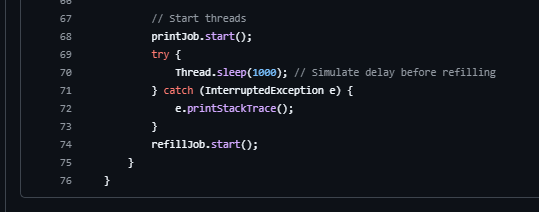 66
67 // Start threads
68 printJob.start();
69 try {
70 Thread.sleep(1000); // Simulate delay before refilling
71 } catch (InterruptedException e) {
72 e.printStackTrace();
73 }
74 refillJob.start();
75 }
76 }